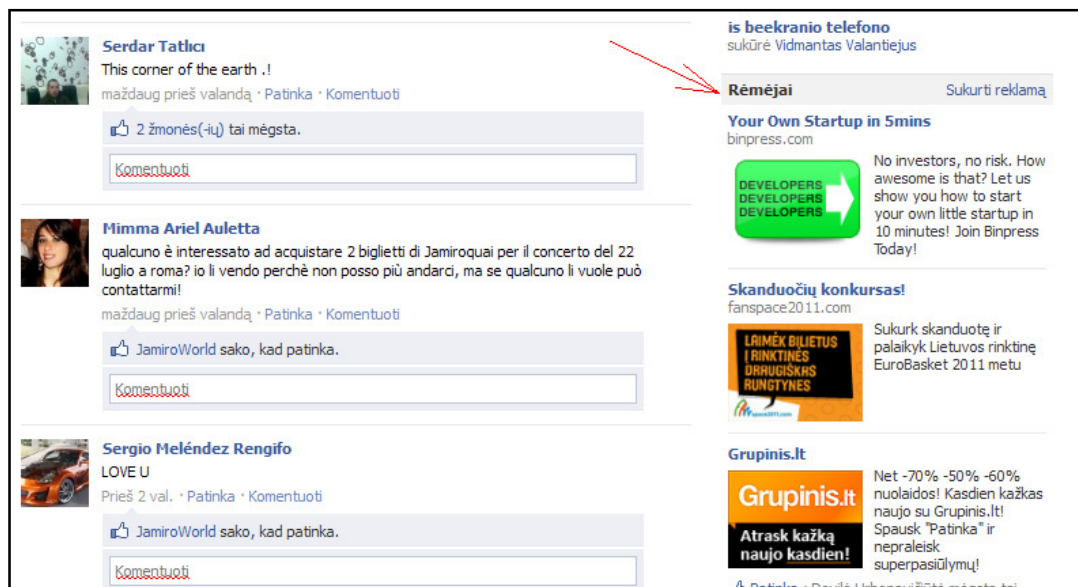 Serdar Tatlıcı
This corner of the earth .!
maždaug prieš valandą · Patinka · Komentuoti
2 žmonės(-ių) tai mėgsta.
Komentuoti
Mimma Ariel Auletta
qualcuno è interessato ad acquistare 2 biglietti di Jamiroquai per il concerto del 22
luglio a roma? io li vendo perchè non posso più andarci, ma se qualcuno li vuole può
contattarmi!
maždaug prieš valandą · Patinka · Komentuoti
JamiroWorld sako, kad patinka.
Komentuoti
Sergio Meléndez Rengifo
LOVE U
Prieš 2 val. · Patinka · Komentuoti
JamiroWorld sako, kad patinka.
Komentuoti
is beekranio telefono
sukūrė Vidmantas Valantiejus
Rėmėjai Sukurti reklamą
Your Own Startup in 5mins
binpress.com
DEVELOPERS
DEVELOPERS
DEVELOPERS
No investors, no risk. How
awesome is that? Let us
show you how to start
your own little startup in
10 minutes! Join Binpress
Today!
Skanduočių konkursas!
fanspace2011.com
LAIMĖK BILIETUS
Į RINKTINĖS
DRAUGIŠKAS
RUNGTYNES
space2011.com
Sukurk skanduotę ir
palaikyk Lietuvos rinktinę
EuroBasket 2011 metu
Grupinis.lt
Grupinis.lt
Atrask kažką
naujo kasdien!
Net -70% -50% -60%
nuolaidos! Kasdien kažkas
naujo su Grupinis.lt!
Spausk "Patinka" ir
nepraleisk
superpasiūlymų!
Patinka · Dovilė Urbonavičiūtė mėgsta tai